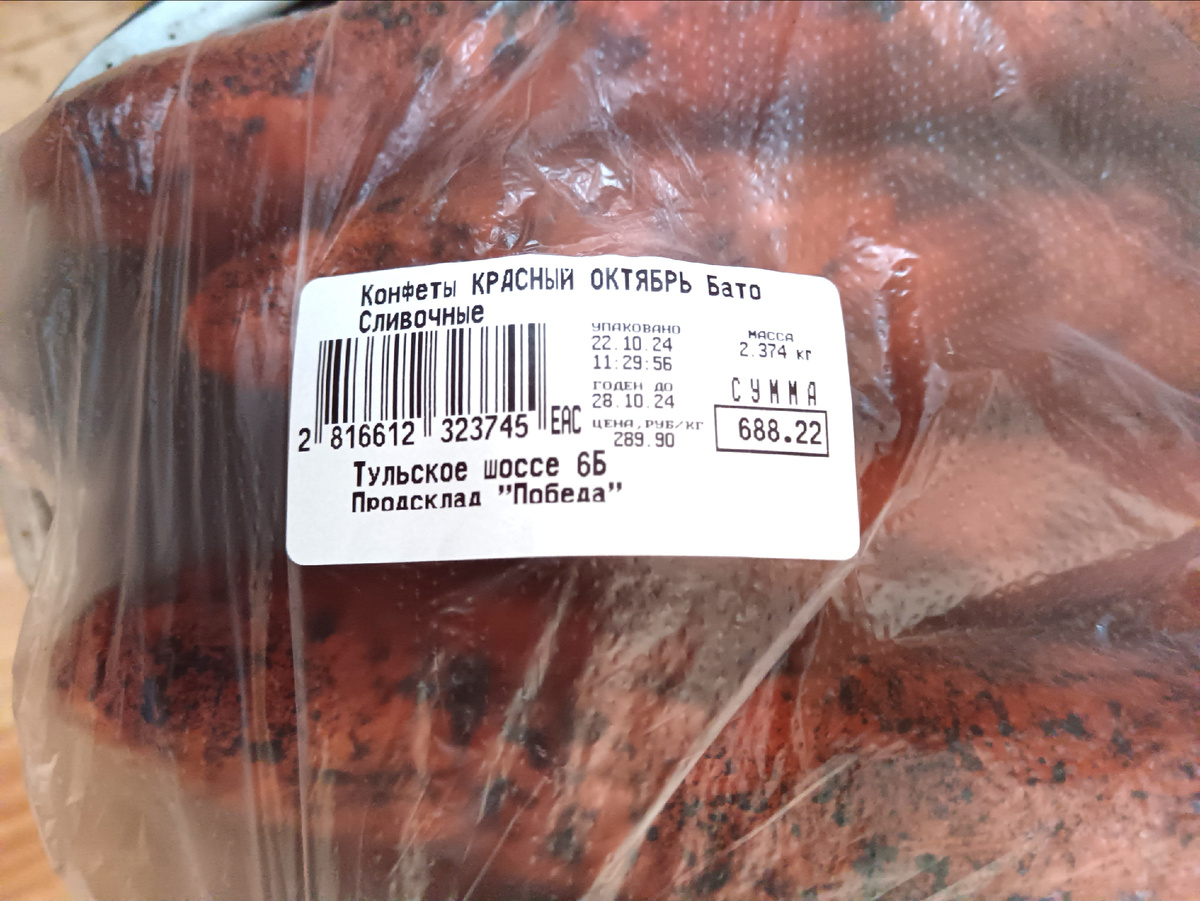 Конфеты КРАСНЫЙ ОКТЯБРЬ Бато
Сливочные
УПАКОВАНО
22.10.24
11:29:56
ГОДЕН ДО
28.10.24
ЦЕНА,РУБ/КГ
289.90
МАССА
2.374 кг
СУММА
688.22
2 816612 323745 EAC
Тульское шоссе 6Б
Продсклад "Победа"